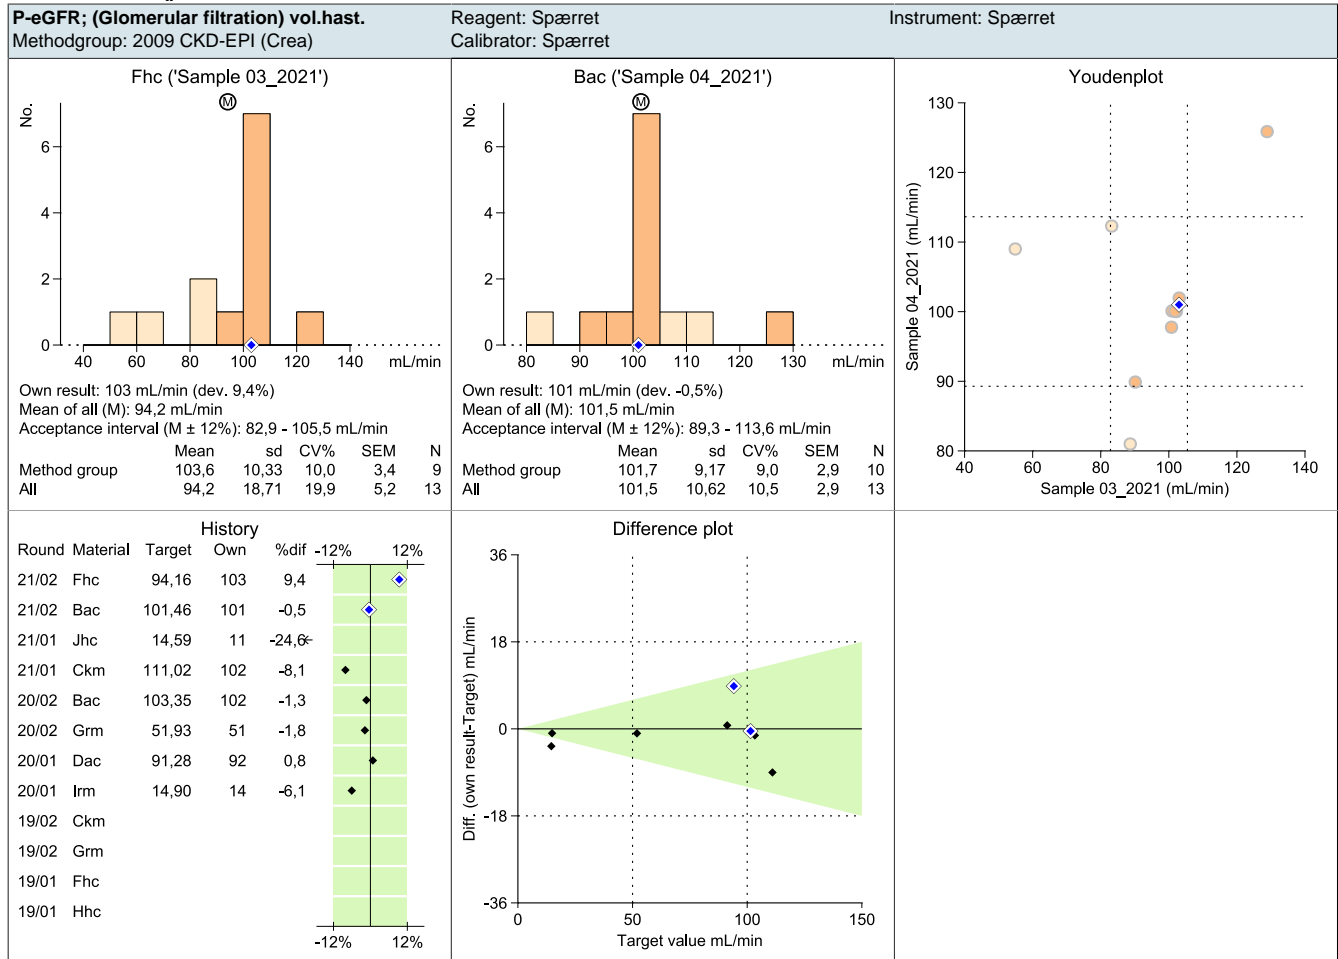 P-eGFR; (Glomerular filtration) vol.hast.
Methodgroup: 2009 CKD-EPI (Crea)
Reagent: Spærret
Calibrator: Spærret
Instrument: Spærret
Fhc ('Sample 03_2021')
M
No.
6
4
2
0
40 60 80 100 120 140 mL/min
Own result: 103 mL/min (dev. 9,4%)
Mean of all (M): 94,2 mL/min
Acceptance interval (M ± 12%): 82,9 - 105,5 mL/min
Mean sd CV% SEM N
Method group 103,6 10,33 10,0 3,4 9
All 94,2 18,71 19,9 5,2 13
Bac ('Sample 04_2021')
M
No.
6
4
2
0
80 90 100 110 120 130 mL/min
Own result: 101 mL/min (dev. -0,5%)
Mean of all (M): 101,5 mL/min
Acceptance interval (M ± 12%): 89,3 - 113,6 mL/min
Mean sd CV% SEM N
Method group 101,7 9,17 9,0 2,9 10
All 101,5 10,62 10,5 2,9 13
Youdenplot
Sample 04_2021 (mL/min)
130
120
110
100
90
80
40 60 80 100 120 140
Sample 03_2021 (mL/min)
History
Round Material Target Own %dif -12% 12%
21/02 Fhc 94,16 103 9,4
21/02 Bac 101,46 101 -0,5
21/01 Jhc 14,59 11 -24,6
21/01 Ckm 111,02 102 -8,1
20/02 Bac 103,35 102 -1,3
20/02 Grm 51,93 51 -1,8
20/01 Dac 91,28 92 0,8
20/01 Irm 14,90 14 -6,1
19/02 Ckm
19/02 Grm
19/01 Fhc
19/01 Hhc
-12% 12%
Difference plot
Diff. (own result-Target) mL/min
36
18
0
-18
-36
0 50 100 150
Target value mL/min